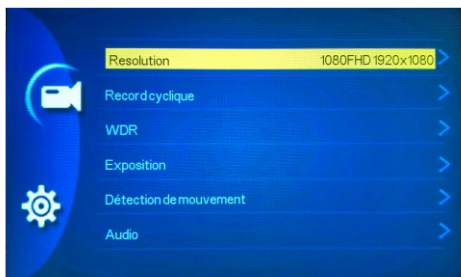 Resolution 1080FHD 1920x1080
Record cyclique
WDR
Exposition
Détection de mouvement
Audio